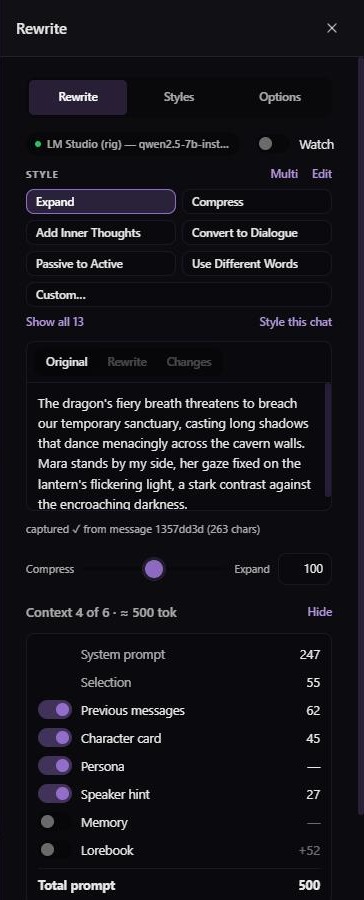 Rewrite
Rewrite Styles Options
LM Studio (rig) — qwen2.5-7b-inst... Watch
STYLE Multi Edit
Expand Compress
Add Inner Thoughts Convert to Dialogue
Passive to Active Use Different Words
Custom...
Show all 13 Style this chat
Original Rewrite Changes
The dragon's fiery breath threatens to breach
our temporary sanctuary, casting long shadows
that dance menacingly across the cavern walls.
Mara stands by my side, her gaze fixed on the
lantern's flickering light, a stark contrast against
the encroaching darkness.
captured ✓ from message 1357dd3d (263 chars)
Compress Expand 100
Context 4 of 6 · ≈ 500 tok Hide
System prompt 247
Selection 55
Previous messages 62
Character card 45
Persona —
Speaker hint 27
Memory —
Lorebook +52
Total prompt 500